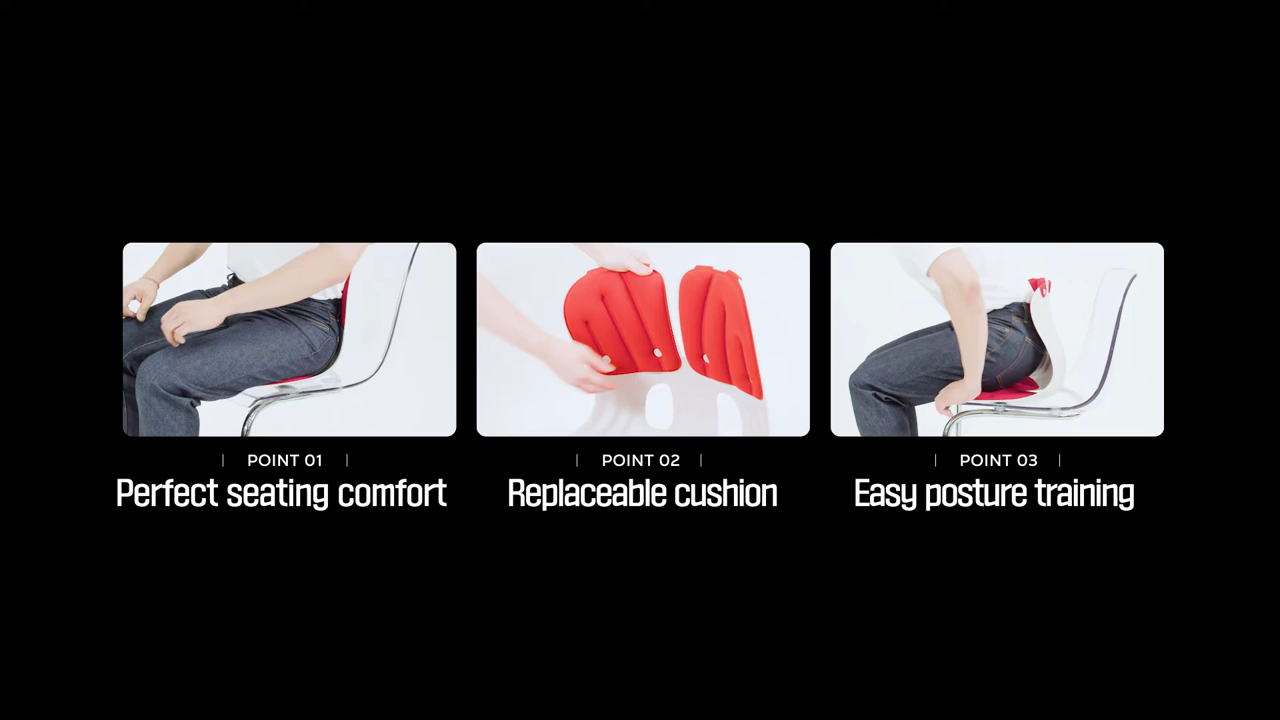 POINT 01
Perfect seating comfort
POINT 02
Replaceable cushion
POINT 03
Easy posture training